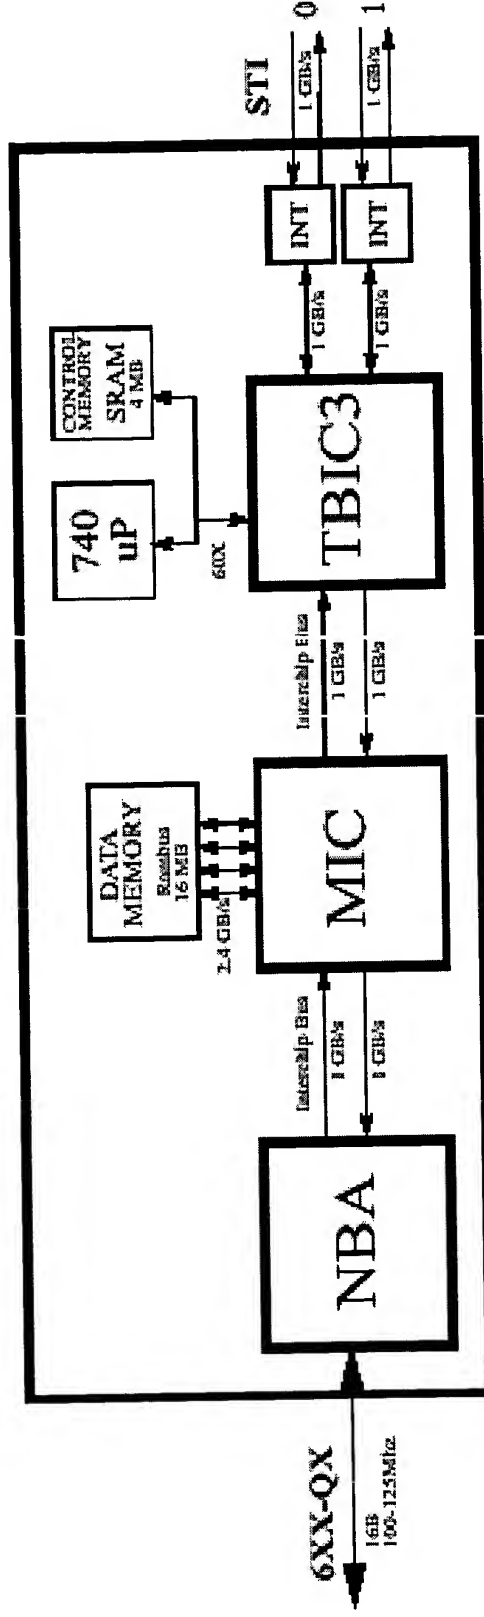 6XX-QX
16B
100-125Mhz
NBA
Interchip Bus
1 GB/s
1 GB/s
DATA
MEMORY
Rambus
16 MB
2.4 GB/s
MIC
Interchip Bus
1 GB/s
1 GB/s
740
uP
CONTROL
MEMORY
SRAM
4 MB
60X
TBIC3
1 GB/s
1 GB/s
INT
INT
STI
1 GB/s
0
1 GB/s
1